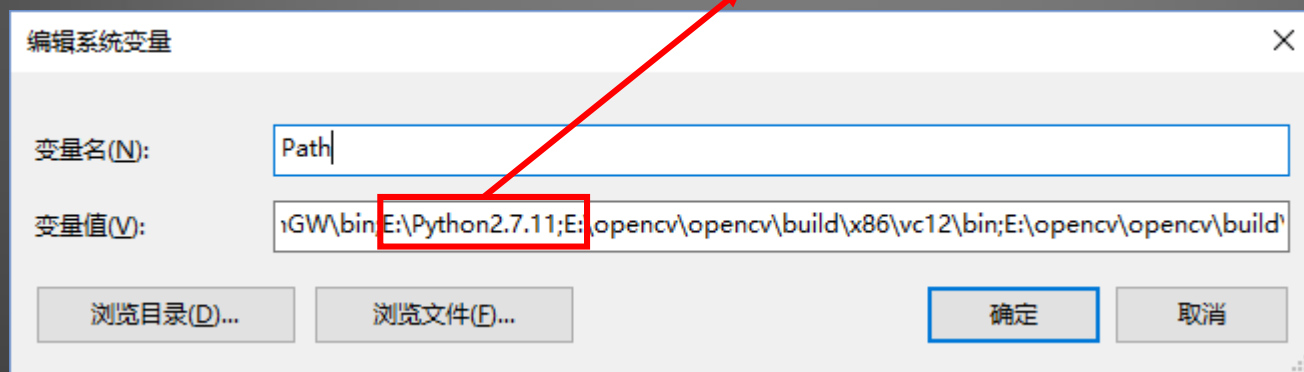 编辑系统变量
变量名(N):
Path
变量值(V):
GW\bin;E:\Python2.7.11;E:\opencv\opencv\build\x86\vc12\bin;E:\opencv\opencv\build\
浏览目录(D)...
浏览文件(F)...
确定
取消